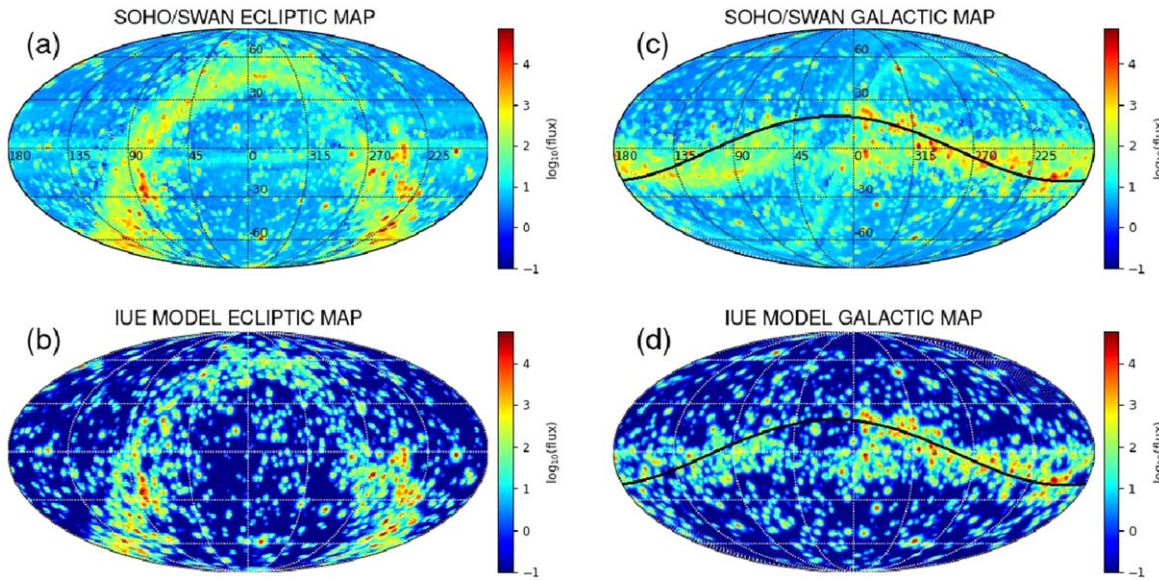 SOHO/SWAN ECLIPTIC MAP
(a)
60
30
180 135 90 45 0 315 270 225
-30
-60
4
3
2
1
0
−1
log₁₀(flux)
SOHO/SWAN GALACTIC MAP
(c)
60
30
180 135 90 45 0 315 270 225
-30
-60
4
3
2
1
0
−1
log₁₀(flux)
IUE MODEL ECLIPTIC MAP
(b)
4
3
2
1
0
−1
log₁₀(flux)
IUE MODEL GALACTIC MAP
(d)
4
3
2
1
0
−1
log₁₀(flux)